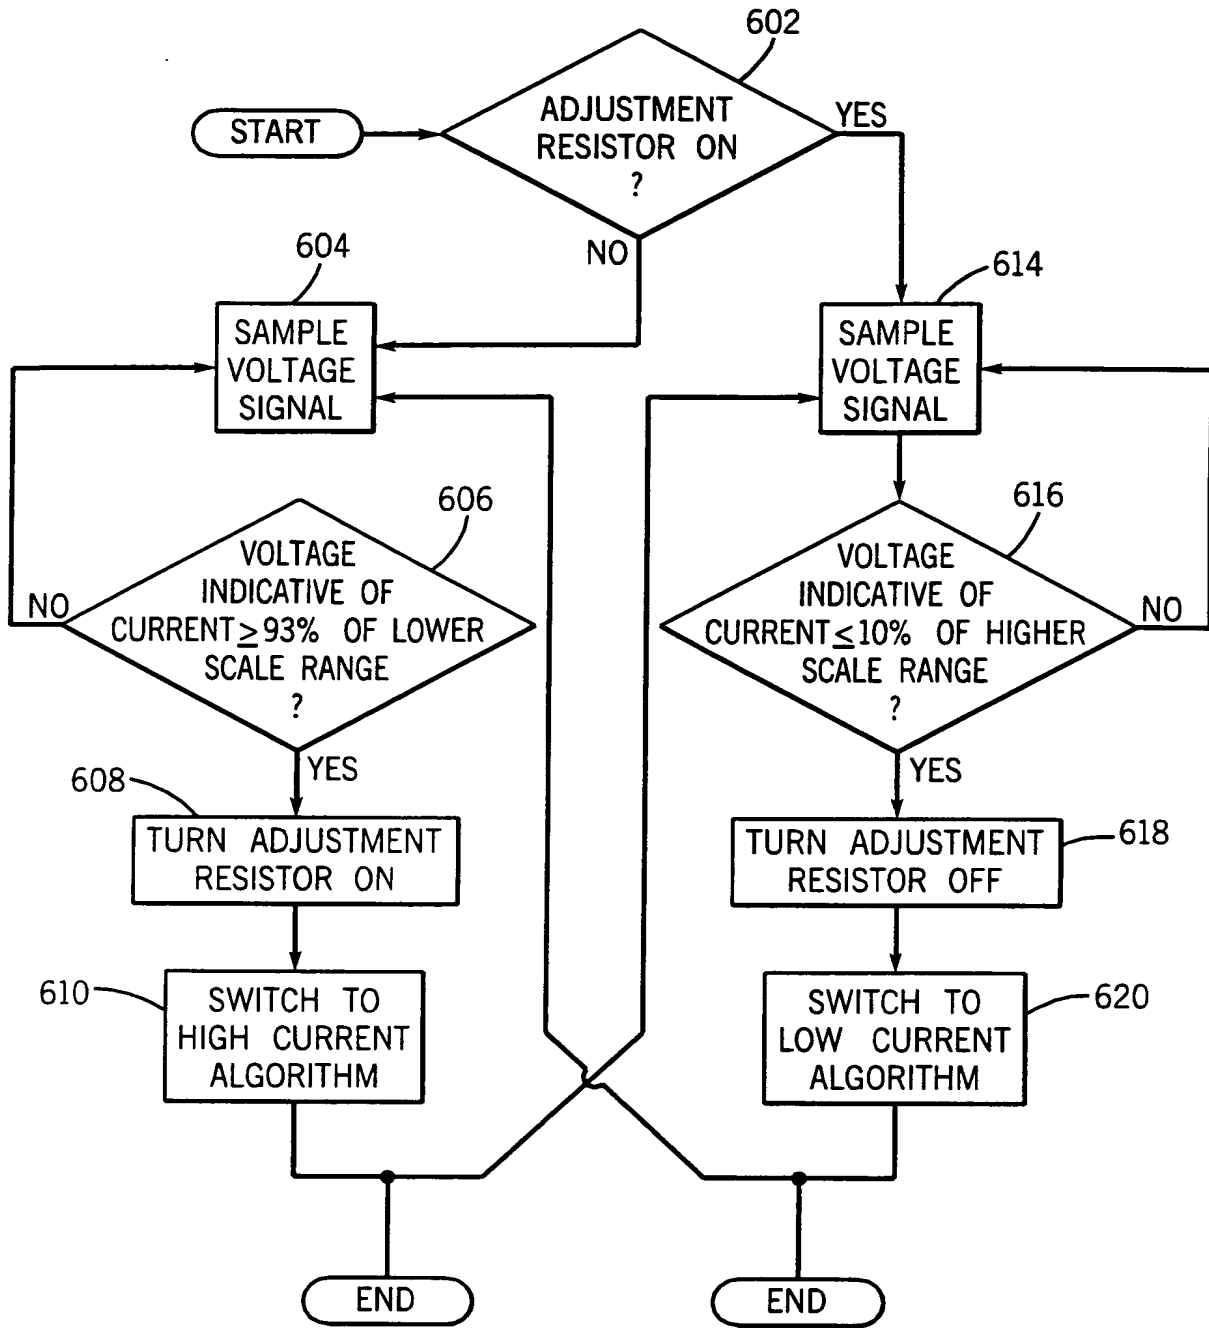 602
START
ADJUSTMENT
RESISTOR ON
?
YES
NO
604
SAMPLE
VOLTAGE
SIGNAL
614
SAMPLE
VOLTAGE
SIGNAL
606
VOLTAGE
INDICATIVE OF
CURRENT ≥ 93% OF LOWER
SCALE RANGE
?
NO
YES
616
VOLTAGE
INDICATIVE OF
CURRENT ≤ 10% OF HIGHER
SCALE RANGE
?
NO
YES
608
TURN ADJUSTMENT
RESISTOR ON
618
TURN ADJUSTMENT
RESISTOR OFF
610
SWITCH TO
HIGH CURRENT
ALGORITHM
620
SWITCH TO
LOW CURRENT
ALGORITHM
END
END